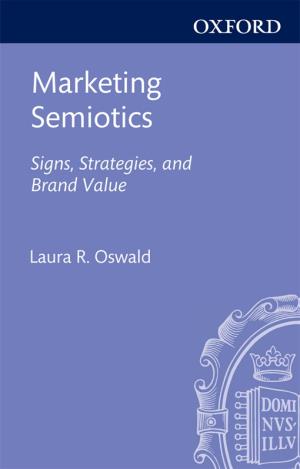 OXFORD
Marketing
Semiotics
Signs, Strategies, and
Brand Value
Laura R. Oswald
DOMI
NVS·
ILLV